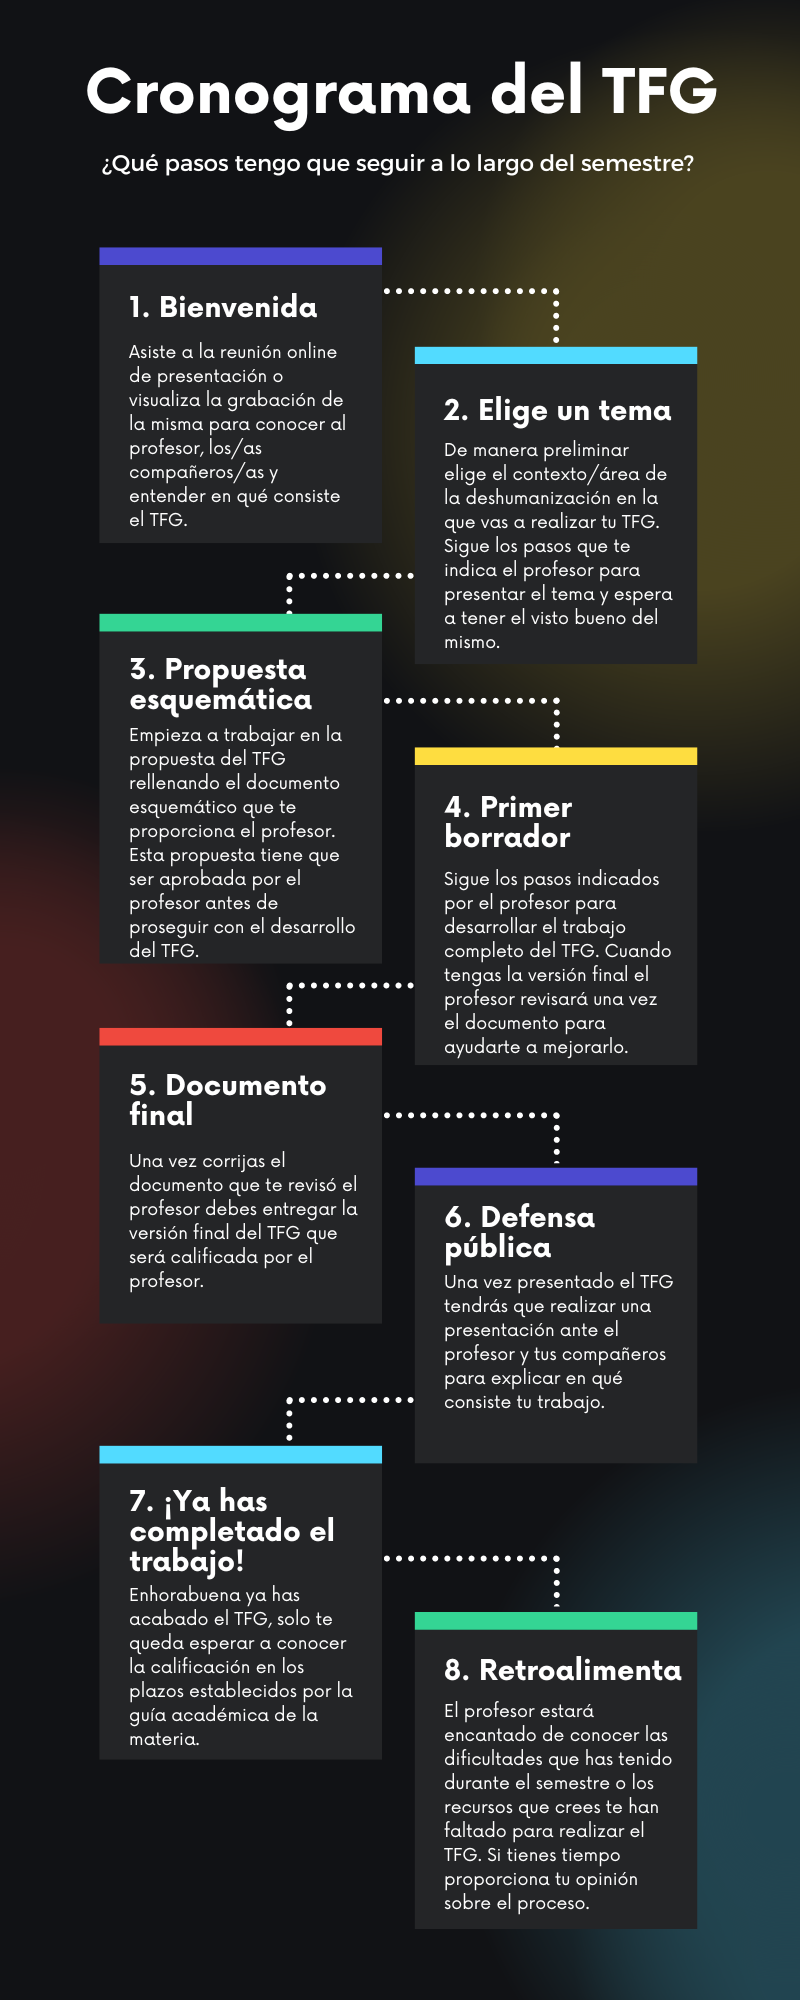 Cronograma del TFG
¿Qué pasos tengo que seguir a lo largo del semestre?
1. Bienvenida
Asiste a la reunión online
de presentación o
visualiza la grabación de
la misma para conocer al
profesor, los/as
compañeros/as y
entender en qué consiste
el TFG.
2. Elige un tema
De manera preliminar
elige el contexto/área de
la deshumanización en la
que vas a realizar tu TFG.
Sigue los pasos que te
indica el profesor para
presentar el tema y espera
a tener el visto bueno del
mismo.
3. Propuesta
esquemática
Empieza a trabajar en la
propuesta del TFG
rellenando el documento
esquemático que te
proporciona el profesor.
Esta propuesta tiene que
ser aprobada por el
profesor antes de
proseguir con el desarrollo
del TFG.
4. Primer
borrador
Sigue los pasos indicados
por el profesor para
desarrollar el trabajo
completo del TFG. Cuando
tengas la versión final el
profesor revisará una vez
el documento para
ayudarte a mejorarlo.
5. Documento
final
Una vez corrijas el
documento que te revisó el
profesor debes entregar la
versión final del TFG que
será calificada por el
profesor.
6. Defensa
pública
Una vez presentado el TFG
tendrás que realizar una
presentación ante el
profesor y tus compañeros
para explicar en qué
consiste tu trabajo.
7. ¡Ya has
completado el
trabajo!
Enhorabuena ya has
acabado el TFG, solo te
queda esperar a conocer
la calificación en los
plazos establecidos por la
guía académica de la
materia.
8. Retroalimenta
El profesor estará
encantado de conocer las
dificultades que has tenido
durante el semestre o los
recursos que crees te han
faltado para realizar el
TFG. Si tienes tiempo
proporciona tu opinión
sobre el proceso.